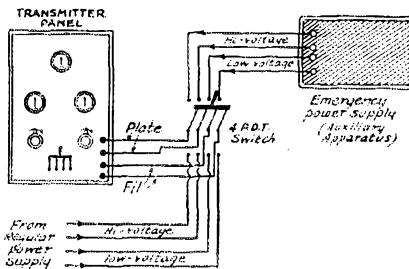 TRANSMITTER
PANEL
Hi-voltage
Low voltage
Emergency
power supply
(Auxiliary
Apparatus)
Plate
4 P.D.T.
Switch
Fil.
From
Regular
power
Supply
Hi-voltage
low-voltage